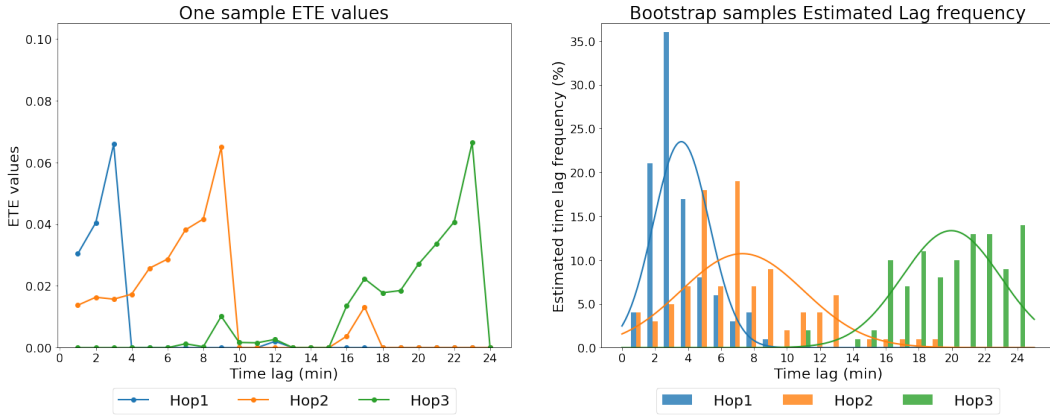 One sample ETE values
ETE values
0.10
0.08
0.06
0.04
0.02
0.00
0 2 4 6 8 10 12 14 16 18 20 22 24
Time lag (min)
Hop1 Hop2 Hop3
Bootstrap samples Estimated Lag frequency
Estimated time lag frequency (%)
35.0
30.0
25.0
20.0
15.0
10.0
5.0
0.0
0 2 4 6 8 10 12 14 16 18 20 22 24
Time lag (min)
Hop1 Hop2 Hop3